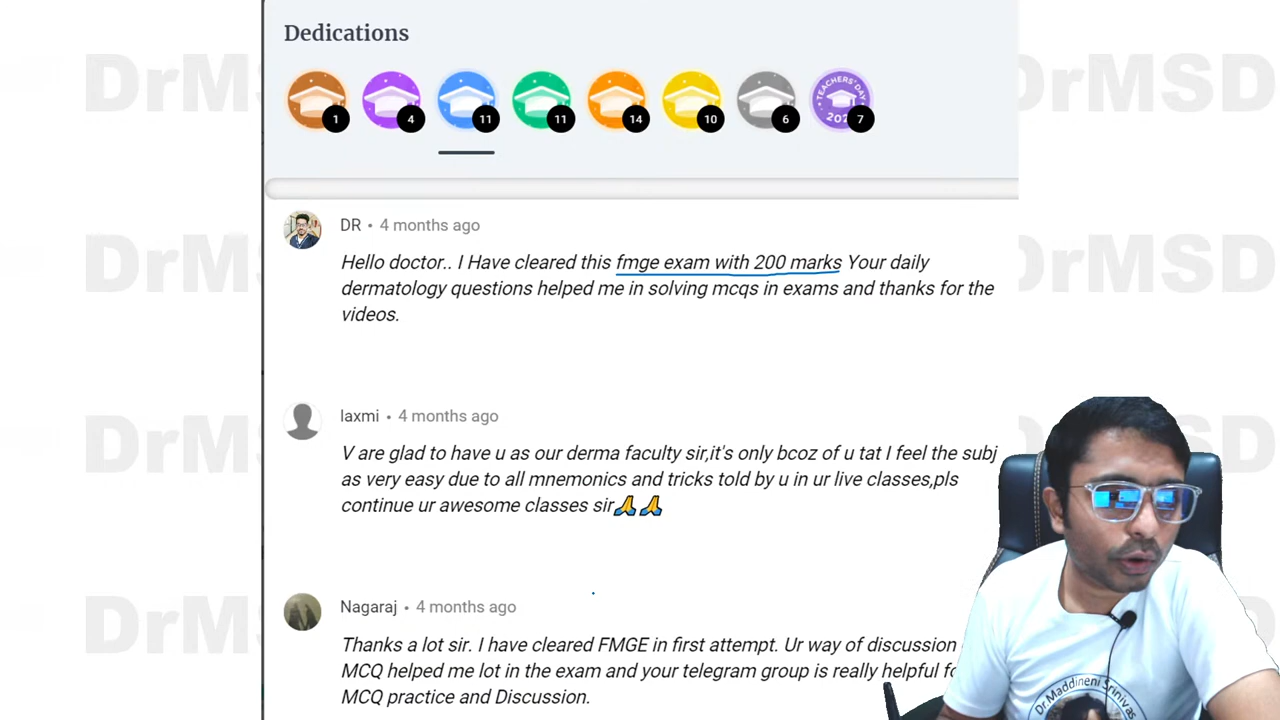 Dedications
1 4 11 11 14 10 6 7
TEACHERS' DAY
DR • 4 months ago
Hello doctor.. I Have cleared this fmge exam with 200 marks Your daily
dermatology questions helped me in solving mcqs in exams and thanks for the
videos.
laxmi • 4 months ago
V are glad to have u as our derma faculty sir,it's only bcoz of u tat I feel the subj
as very easy due to all mnemonics and tricks told by u in ur live classes,pls
continue ur awesome classes sir🙏🙏
Nagaraj • 4 months ago
Thanks a lot sir. I have cleared FMGE in first attempt. Ur way of discussion
MCQ helped me lot in the exam and your telegram group is really helpful
MCQ practice and Discussion.
DrMSD
Dr.Maddineni Srinivas